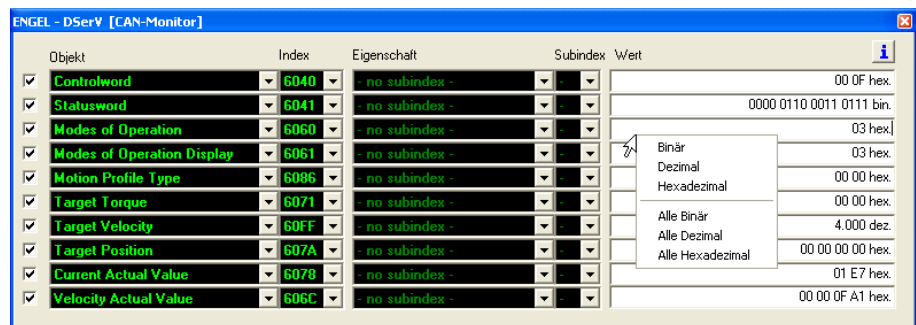 ENGEL - DSerV [CAN-Monitor]
Objekt Index Eigenschaft Subindex Wert i
Controlword 6040 - no subindex - - 00 0F hex.
Statusword 6041 - no subindex - - 0000 0110 0011 0111 bin.
Modes of Operation 6060 - no subindex - - 03 hex.
Modes of Operation Display 6061 - no subindex - - 03 hex.
Motion Profile Type 6086 - no subindex - - 00 00 hex.
Target Torque 6071 - no subindex - - 00 00 hex.
Target Velocity 60FF - no subindex - - 4.000 dez.
Target Position 607A - no subindex - - 00 00 00 00 hex.
Current Actual Value 6078 - no subindex - - 01 E7 hex.
Velocity Actual Value 606C - no subindex - - 00 00 0F A1 hex.
Binär
Dezimal
Hexadezimal
Alle Binär
Alle Dezimal
Alle Hexadezimal